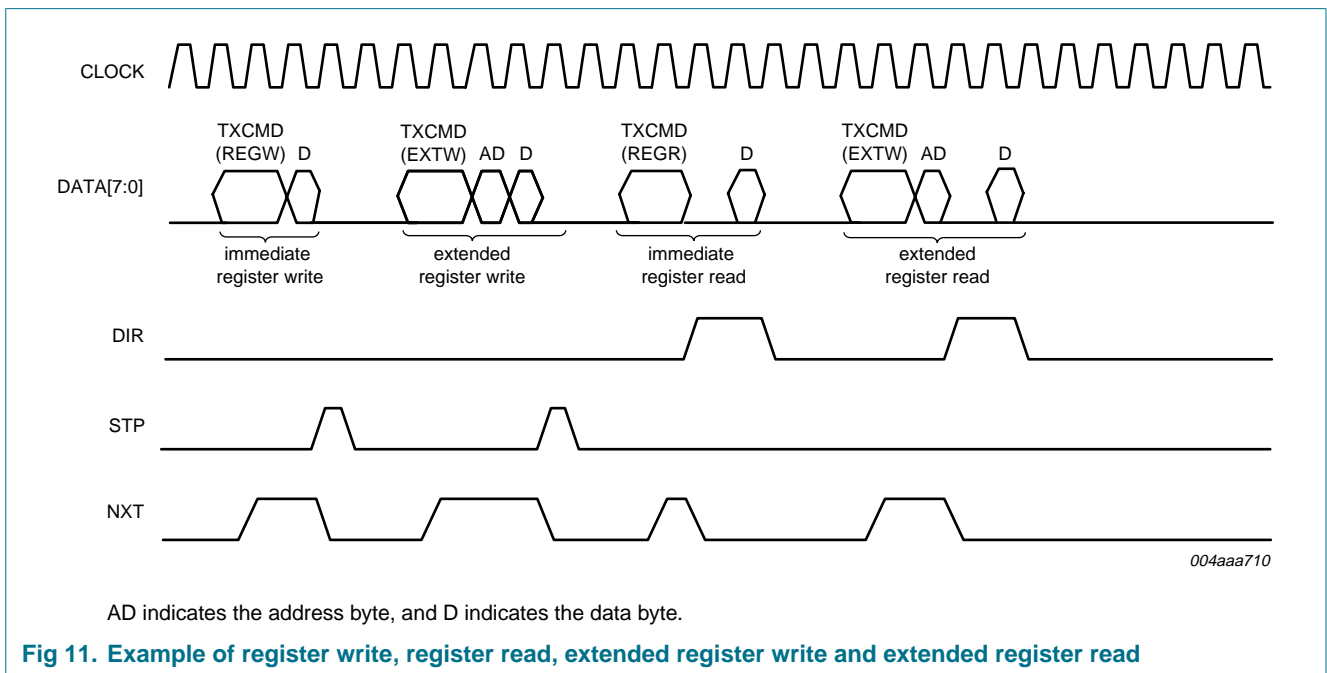 CLOCK
TXCMD
(REGW) D
TXCMD
(EXTW) AD D
TXCMD
(REGR) D
TXCMD
(EXTW) AD D
DATA[7:0]
immediate
register write
extended
register write
immediate
register read
extended
register read
DIR
STP
NXT
004aaa710
AD indicates the address byte, and D indicates the data byte.
Fig 11. Example of register write, register read, extended register write and extended register read